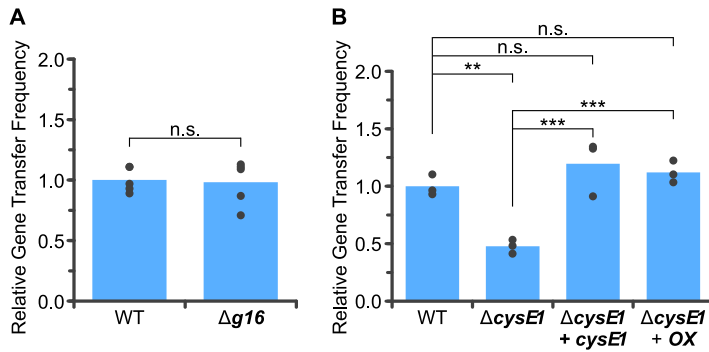 A
Relative Gene Transfer Frequency
2.0
1.5
1.0
0.5
0.0
n.s.
WT
Δg16
B
Relative Gene Transfer Frequency
2.0
1.5
1.0
0.5
0.0
n.s.
n.s.
**
***
***
WT
ΔcysE1
ΔcysE1
+ cysE1
ΔcysE1
+ OX